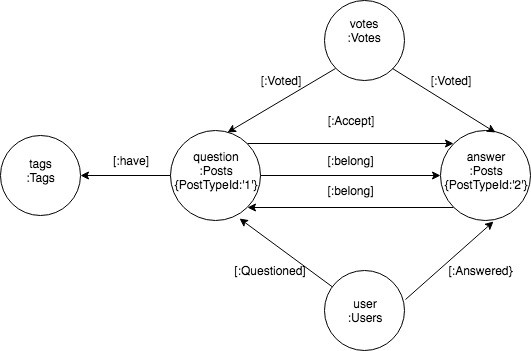 votes
:Votes
[:Voted]
[:Voted]
[:Accept]
tags
:Tags
[:have]
question
:Posts
{PostTypeId:'1'}
[:belong]
[:belong]
answer
:Posts
{PostTypeId:'2'}
[:Questioned]
[:Answered}
user
:Users